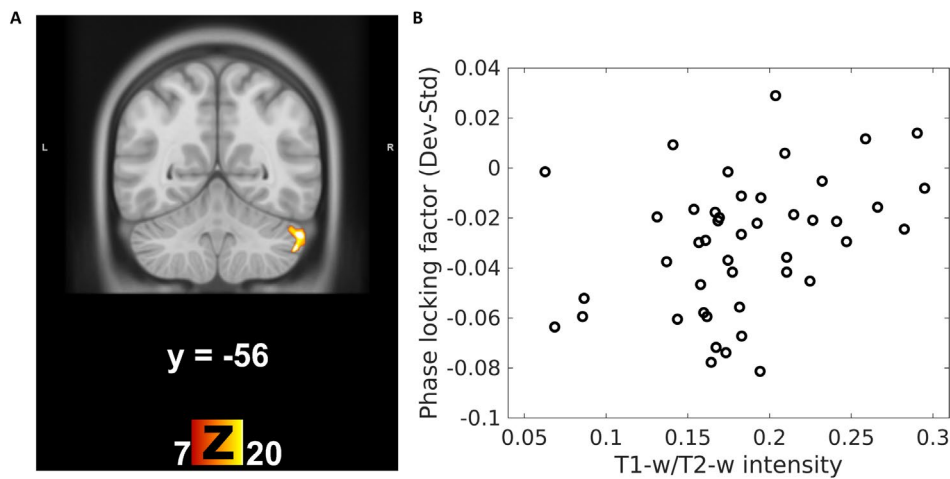 A
L
R
y = -56
7 Z 20
B
Phase locking factor (Dev-Std)
0.04
0.02
0
-0.02
-0.04
-0.06
-0.08
-0.1
0.05 0.1 0.15 0.2 0.25 0.3
T1-w/T2-w intensity